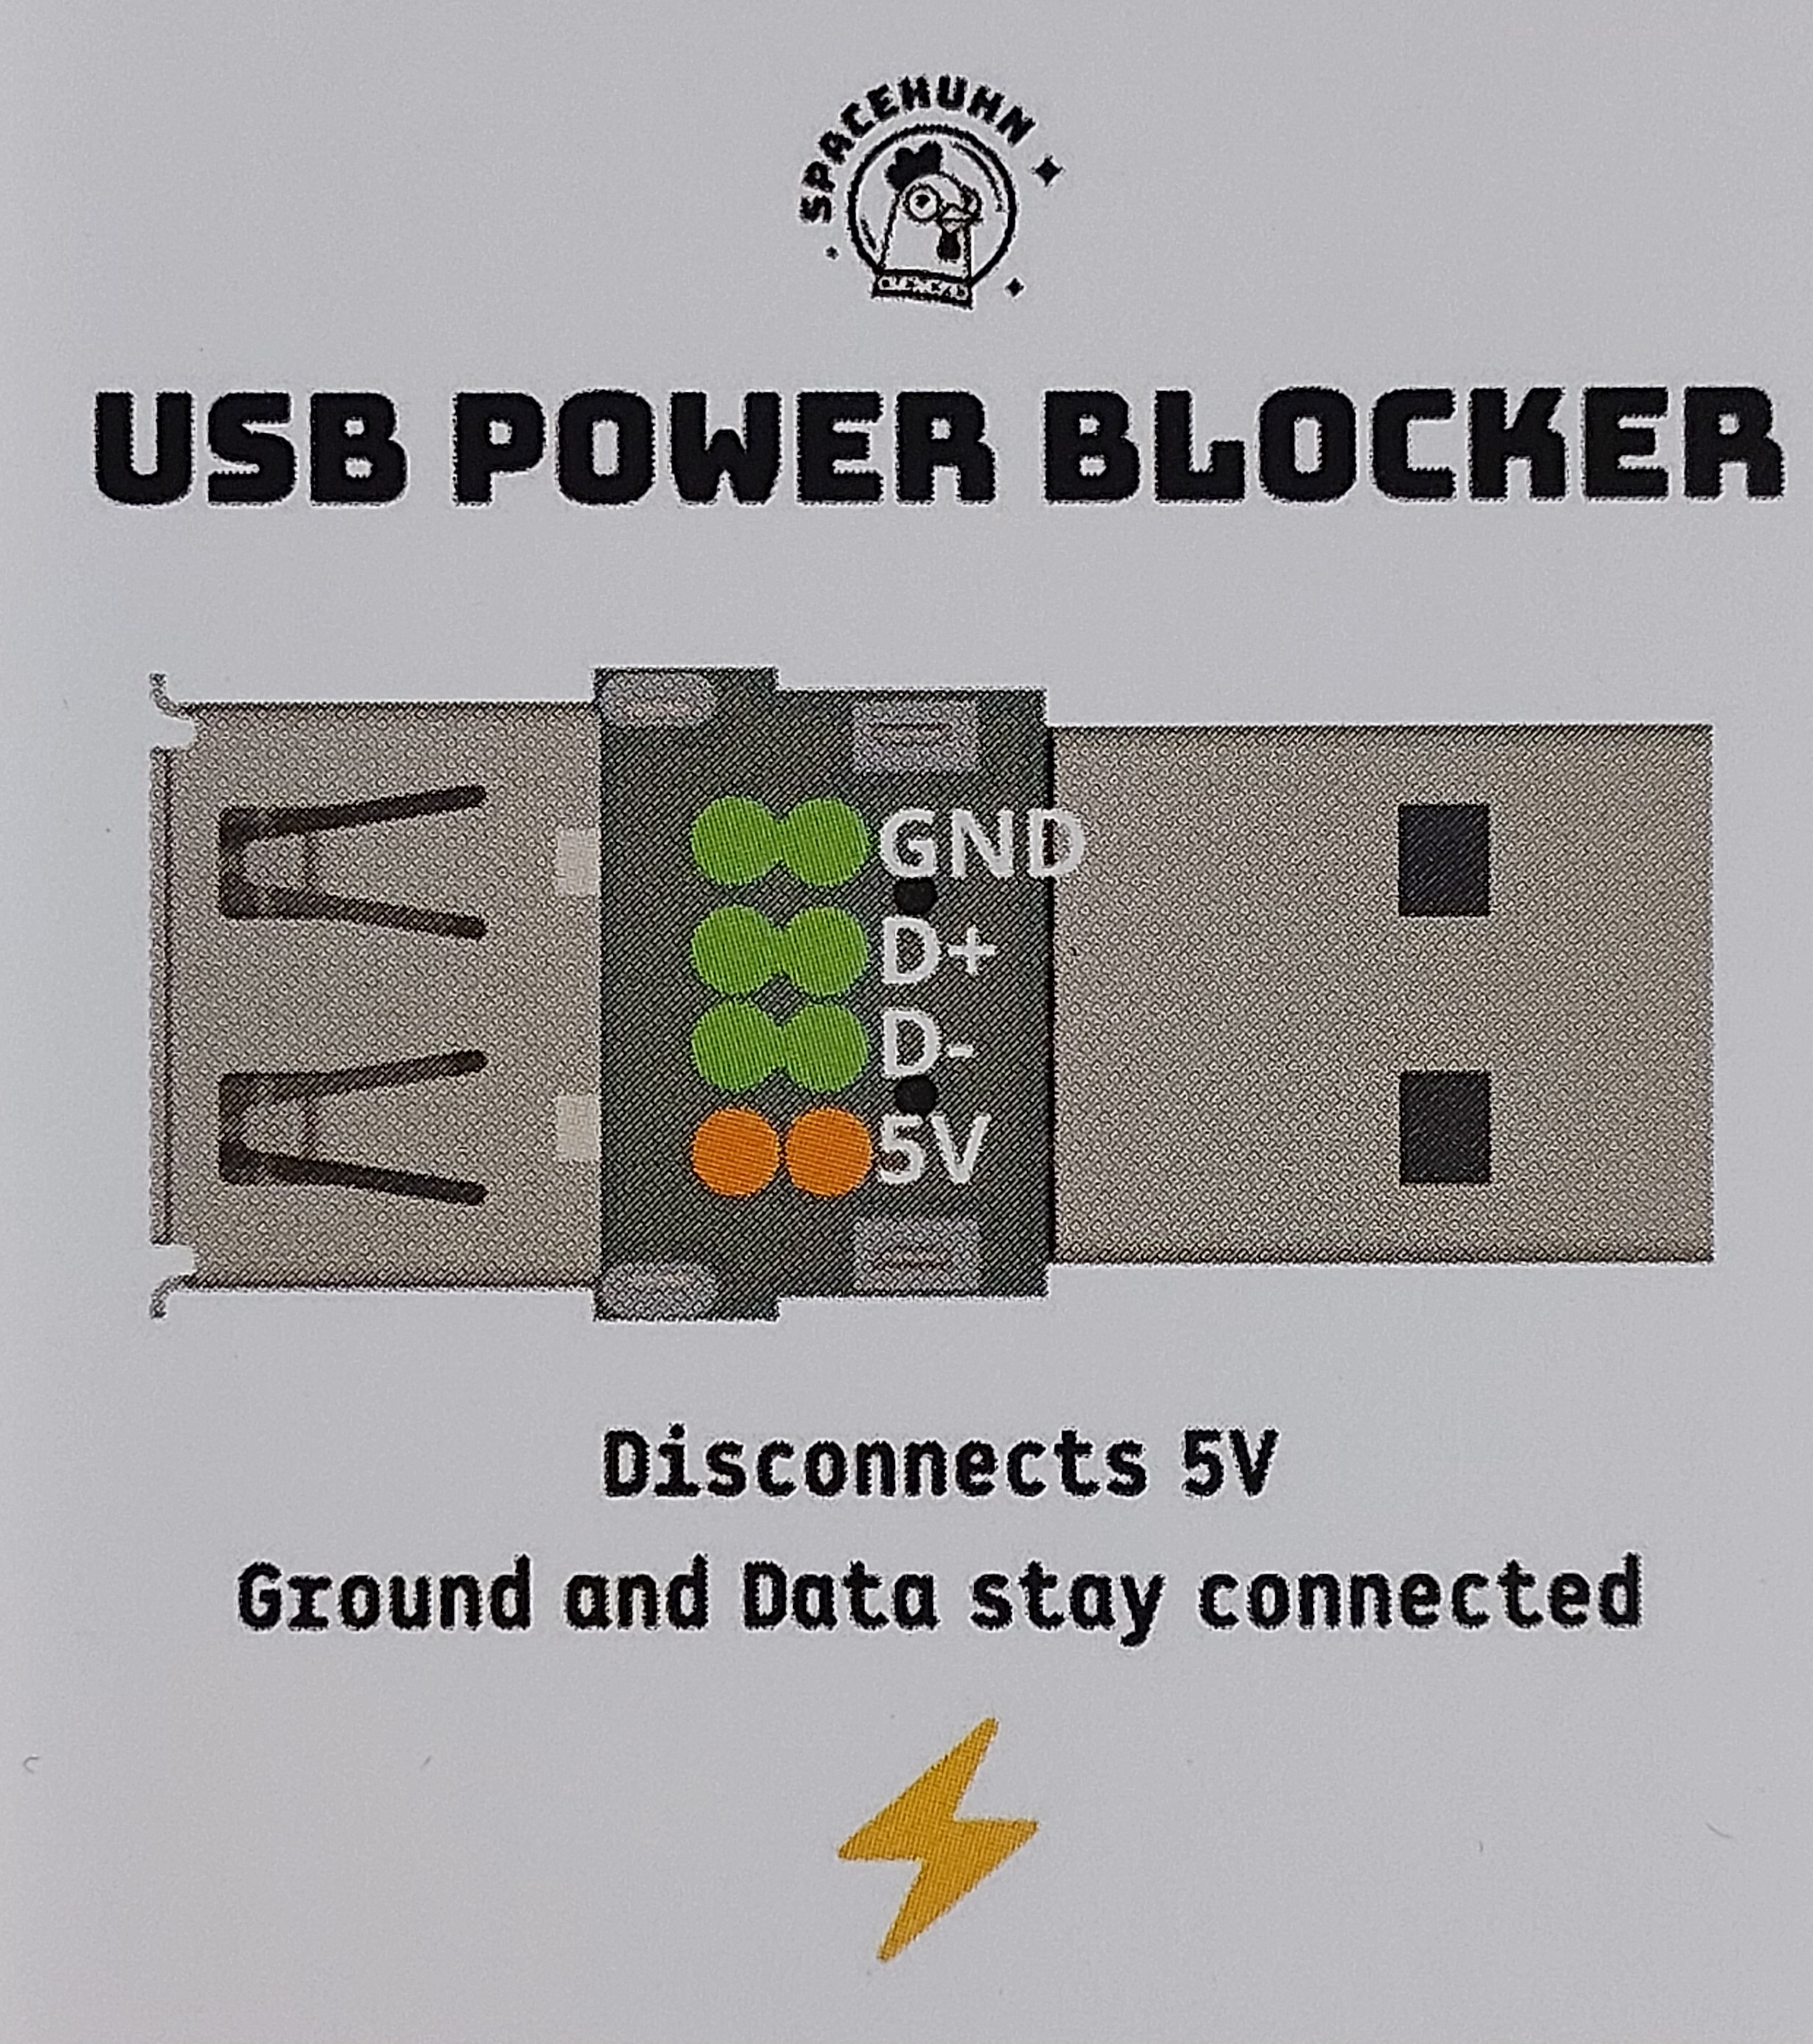 SPACEHUHN
USB POWER BLOCKER
GND
D+
D-
5V
Disconnects 5V
Ground and Data stay connected